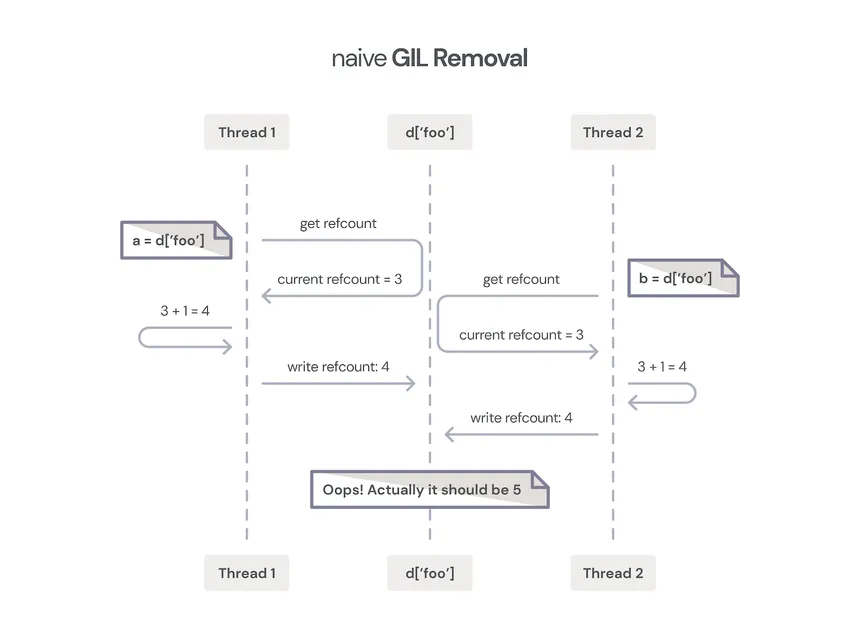 naive GIL Removal
Thread 1
d[‘foo’]
Thread 2
get refcount
a = d[‘foo’]
current refcount = 3
get refcount
b = d[‘foo’]
3 + 1 = 4
current refcount = 3
write refcount: 4
3 + 1 = 4
write refcount: 4
Oops! Actually it should be 5
Thread 1
d[‘foo’]
Thread 2